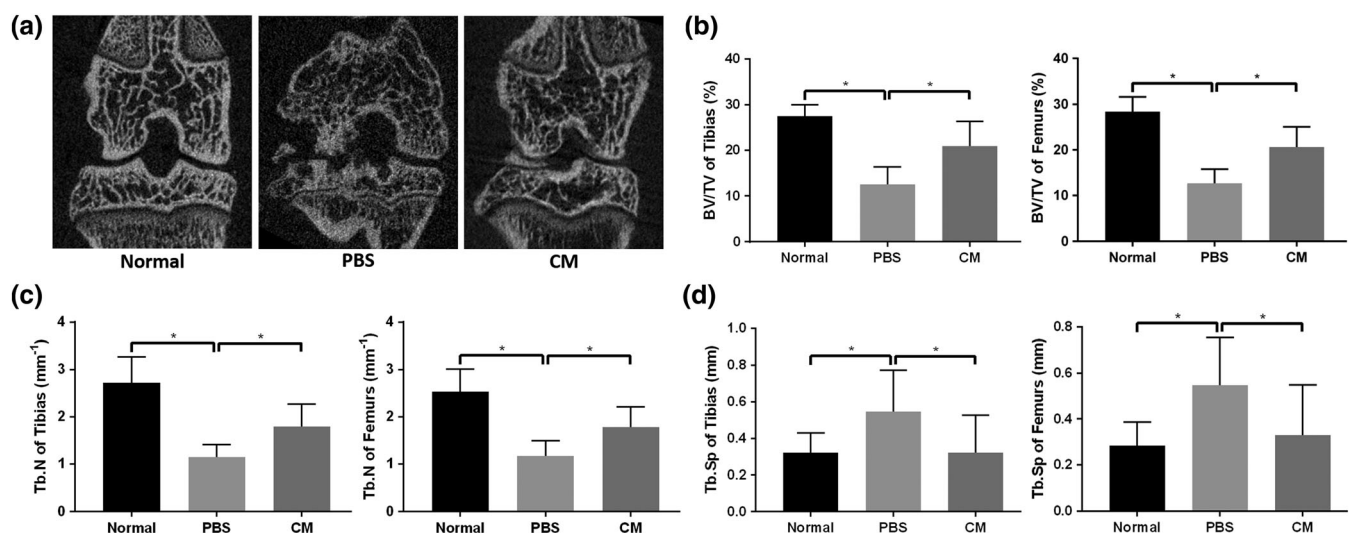 (a)
Normal
PBS
CM
(b)
BV/TV of Tibias (%)
40
30
20
10
0
*
*
Normal
PBS
CM
BV/TV of Femurs (%)
40
30
20
10
0
*
*
Normal
PBS
CM
(c)
Tb.N of Tibias (mm⁻¹)
4
3
2
1
0
*
*
Normal
PBS
CM
Tb.N of Femurs (mm⁻¹)
4
3
2
1
0
*
*
Normal
PBS
CM
(d)
Tb.Sp of Tibias (mm)
1.0
0.8
0.6
0.4
0.2
0.0
*
*
Normal
PBS
CM
Tb.Sp of Femurs (mm)
0.8
0.6
0.4
0.2
0.0
*
*
Normal
PBS
CM